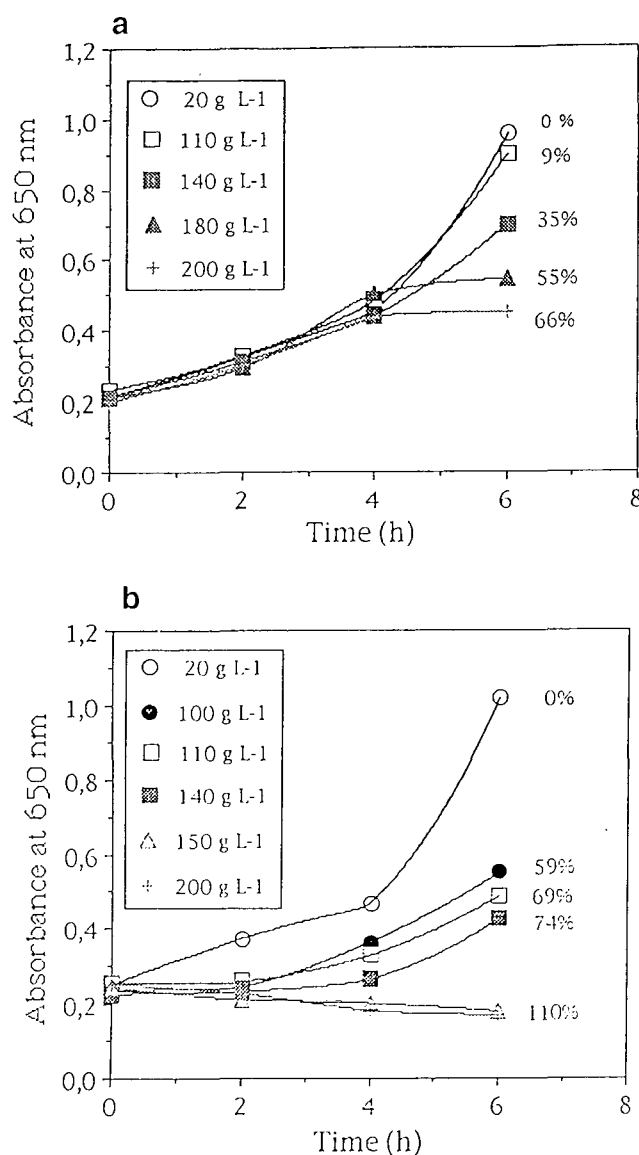 a
1,2
1,0
0,8
0,6
0,4
0,2
0,0
Absorbance at 650 nm
20 g L-1
110 g L-1
140 g L-1
180 g L-1
200 g L-1
0 %
9%
35%
55%
66%
0 2 4 6 8
Time (h)
b
1,2
1,0
0,8
0,6
0,4
0,2
0,0
Absorbance at 650 nm
20 g L-1
100 g L-1
110 g L-1
140 g L-1
150 g L-1
200 g L-1
0%
59%
69%
74%
110%
0 2 4 6 8
Time (h)